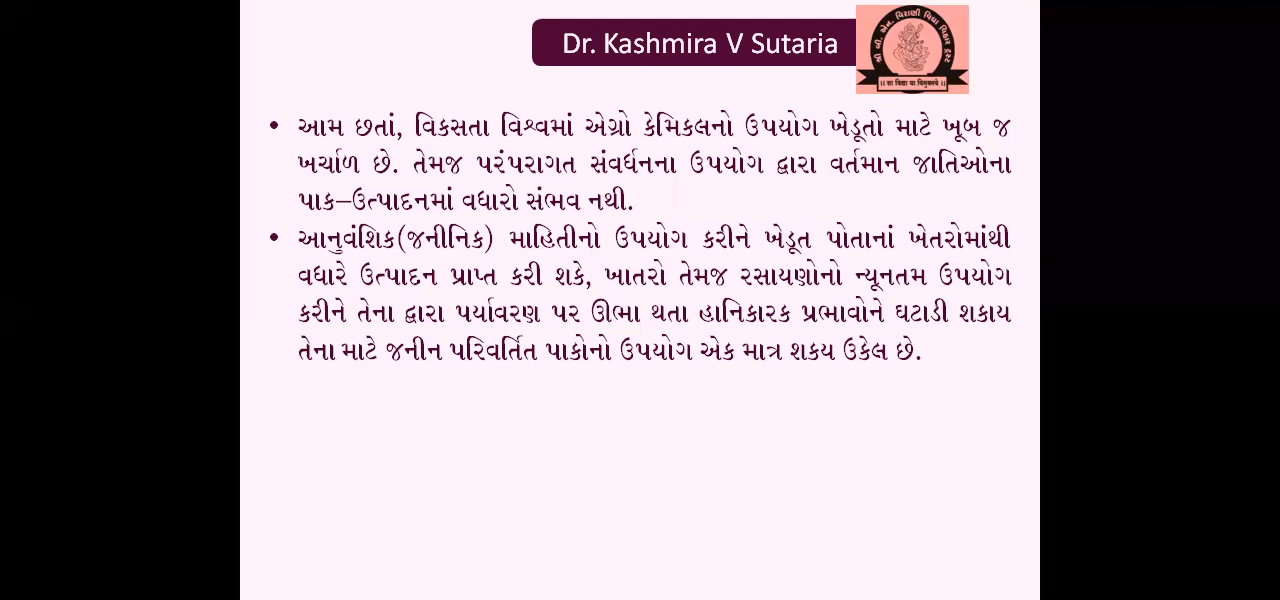 Dr. Kashmira V Sutaria
શ્રી વી. એન. વિરાણી વિદ્યા વિહાર ટ્રસ્ટ
।। સા વિદ્યા યા વિમુક્તયે ।।
• આમ છતાં, વિકસતા વિશ્વમાં એગ્રો કેમિકલનો ઉપયોગ ખેડૂતો માટે ખૂબ જ
ખર્ચાળ છે. તેમજ પરંપરાગત સંવર્ધનના ઉપયોગ દ્વારા વર્તમાન જાતિઓના
પાક–ઉત્પાદનમાં વધારો સંભવ નથી.
• આનુવંશિક(જનીનિક) માહિતીનો ઉપયોગ કરીને ખેડૂત પોતાનાં ખેતરોમાંથી
વધારે ઉત્પાદન પ્રાપ્ત કરી શકે, ખાતરો તેમજ રસાયણોનો ન્યૂનતમ ઉપયોગ
કરીને તેના દ્વારા પર્યાવરણ પર ઊભા થતા હાનિકારક પ્રભાવોને ઘટાડી શકાય
તેના માટે જનીન પરિવર્તિત પાકોનો ઉપયોગ એક માત્ર શકય ઉકેલ છે.